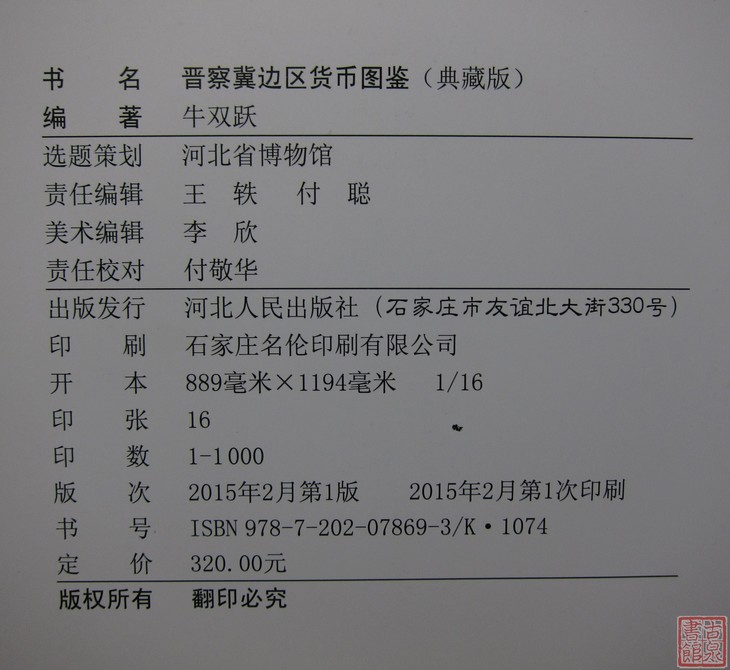 书 名 晋察冀边区货币图鉴(典藏版)
编 著 牛双跃
选题策划 河北省博物馆
责任编辑 王 轶 付 聪
美术编辑 李 欣
责任校对 付敬华
出版发行 河北人民出版社(石家庄市友谊北大街330号)
印 刷 石家庄名伦印刷有限公司
开 本 889毫米×1194毫米 1/16
印 张 16
印 数 1-1000
版 次 2015年2月第1版 2015年2月第1次印刷
书 号 ISBN 978-7-202-07869-3/K·1074
定 价 320.00元
版权所有 翻印必究
古泉書館